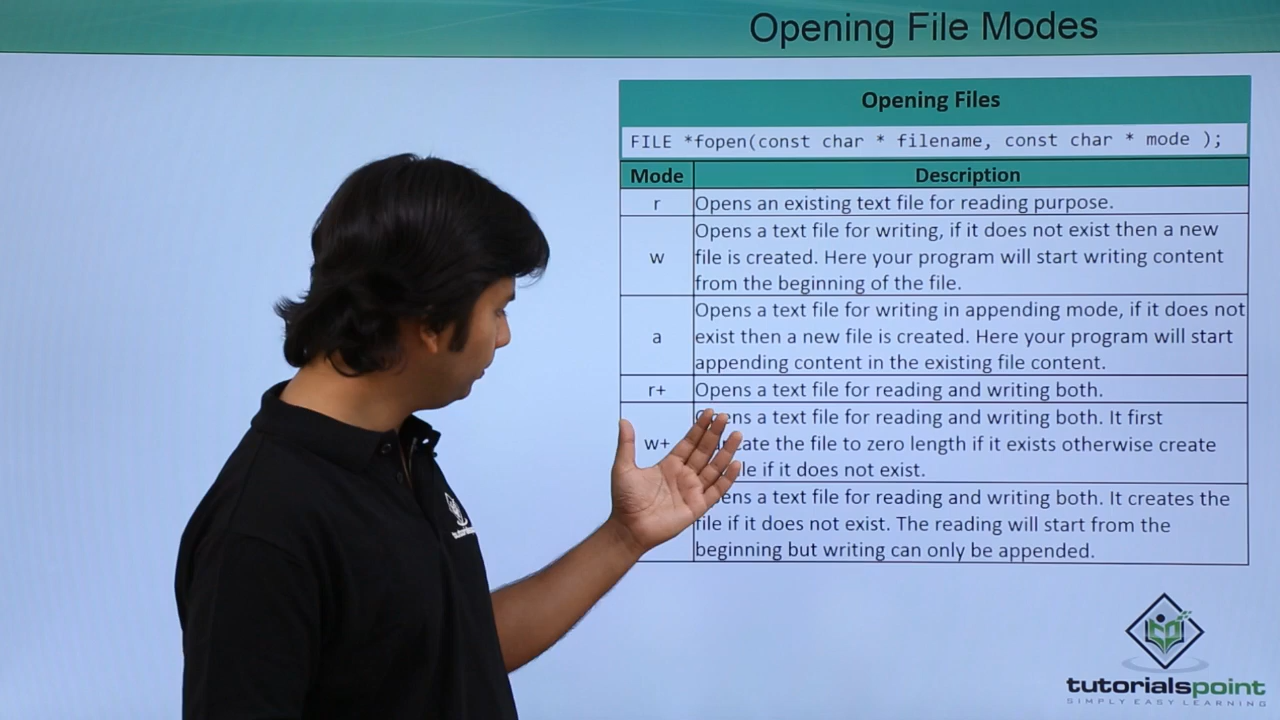 Opening File Modes
Opening Files
FILE *fopen(const char * filename, const char * mode );
Mode Description
r Opens an existing text file for reading purpose.
w Opens a text file for writing, if it does not exist then a new
file is created. Here your program will start writing content
from the beginning of the file.
a Opens a text file for writing in appending mode, if it does not
exist then a new file is created. Here your program will start
appending content in the existing file content.
r+ Opens a text file for reading and writing both.
w+ a text file for reading and writing both. It first
the file to zero length if it exists otherwise create
if it does not exist.
a text file for reading and writing both. It creates the
file if it does not exist. The reading will start from the
beginning but writing can only be appended.
tutorialspoint
SIMPLY EASY LEARNING